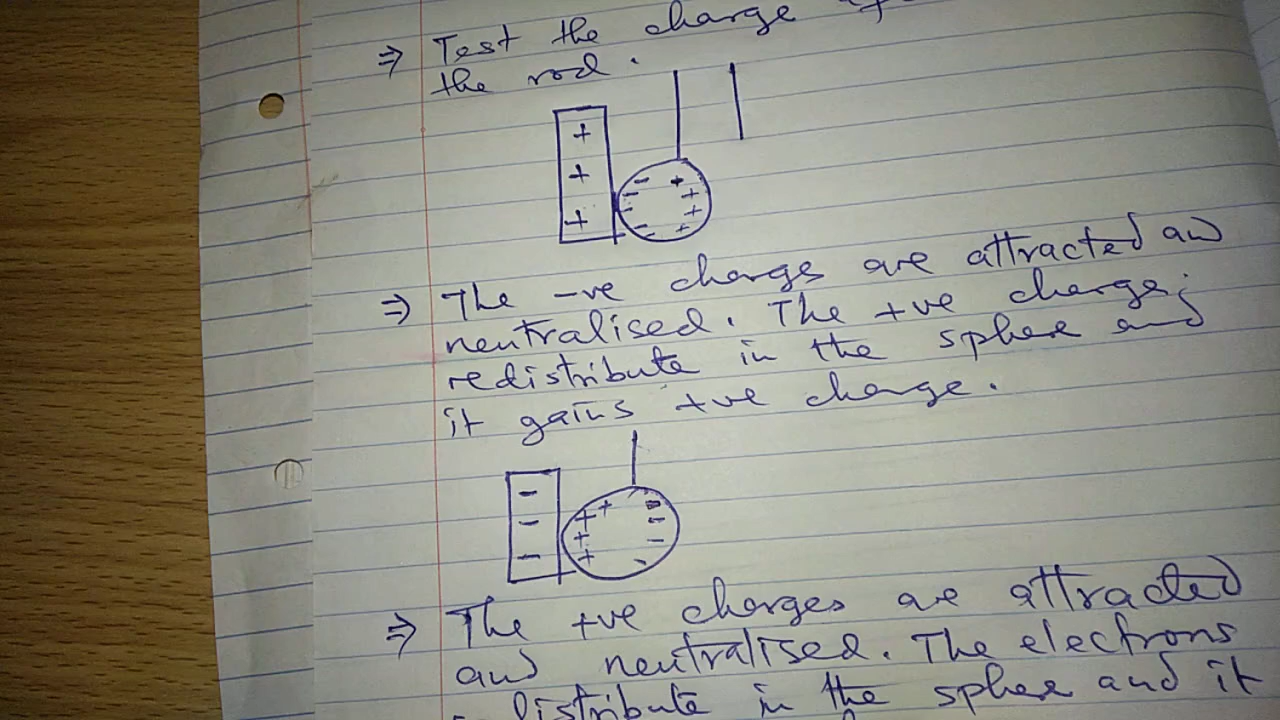 ⇒ Test the charge of
the rod.
+
+
+
- +
- +
- +
- +
⇒ The -ve charges are attracted and
neutralised. The +ve charges
redistribute in the sphere and
it gains +ve charge.
-
-
-
+ + -
+ -
+ -
+ -
⇒ The +ve charges are attracted
and neutralised. The electrons
redistribute in the sphere and it